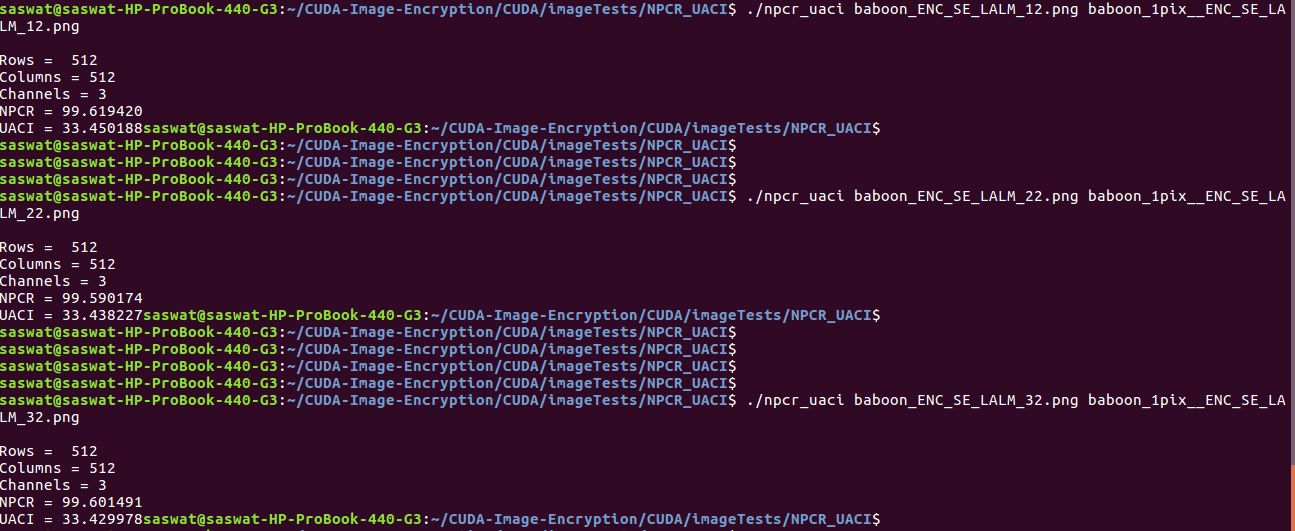 saswat@saswat-HP-ProBook-440-G3:~/CUDA-Image-Encryption/CUDA/imageTests/NPCR_UACI$ ./npcr_uaci baboon_ENC_SE_LALM_12.png baboon_1pix__ENC_SE_LA
LM_12.png
Rows =  512
Columns = 512
Channels = 3
NPCR = 99.619420
UACI = 33.450188saswat@saswat-HP-ProBook-440-G3:~/CUDA-Image-Encryption/CUDA/imageTests/NPCR_UACI$
saswat@saswat-HP-ProBook-440-G3:~/CUDA-Image-Encryption/CUDA/imageTests/NPCR_UACI$
saswat@saswat-HP-ProBook-440-G3:~/CUDA-Image-Encryption/CUDA/imageTests/NPCR_UACI$
saswat@saswat-HP-ProBook-440-G3:~/CUDA-Image-Encryption/CUDA/imageTests/NPCR_UACI$
saswat@saswat-HP-ProBook-440-G3:~/CUDA-Image-Encryption/CUDA/imageTests/NPCR_UACI$ ./npcr_uaci baboon_ENC_SE_LALM_22.png baboon_1pix__ENC_SE_LA
LM_22.png
Rows =  512
Columns = 512
Channels = 3
NPCR = 99.590174
UACI = 33.438227saswat@saswat-HP-ProBook-440-G3:~/CUDA-Image-Encryption/CUDA/imageTests/NPCR_UACI$
saswat@saswat-HP-ProBook-440-G3:~/CUDA-Image-Encryption/CUDA/imageTests/NPCR_UACI$
saswat@saswat-HP-ProBook-440-G3:~/CUDA-Image-Encryption/CUDA/imageTests/NPCR_UACI$
saswat@saswat-HP-ProBook-440-G3:~/CUDA-Image-Encryption/CUDA/imageTests/NPCR_UACI$
saswat@saswat-HP-ProBook-440-G3:~/CUDA-Image-Encryption/CUDA/imageTests/NPCR_UACI$
saswat@saswat-HP-ProBook-440-G3:~/CUDA-Image-Encryption/CUDA/imageTests/NPCR_UACI$ ./npcr_uaci baboon_ENC_SE_LALM_32.png baboon_1pix__ENC_SE_LA
LM_32.png
Rows =  512
Columns = 512
Channels = 3
NPCR = 99.601491
UACI = 33.429978saswat@saswat-HP-ProBook-440-G3:~/CUDA-Image-Encryption/CUDA/imageTests/NPCR_UACI$